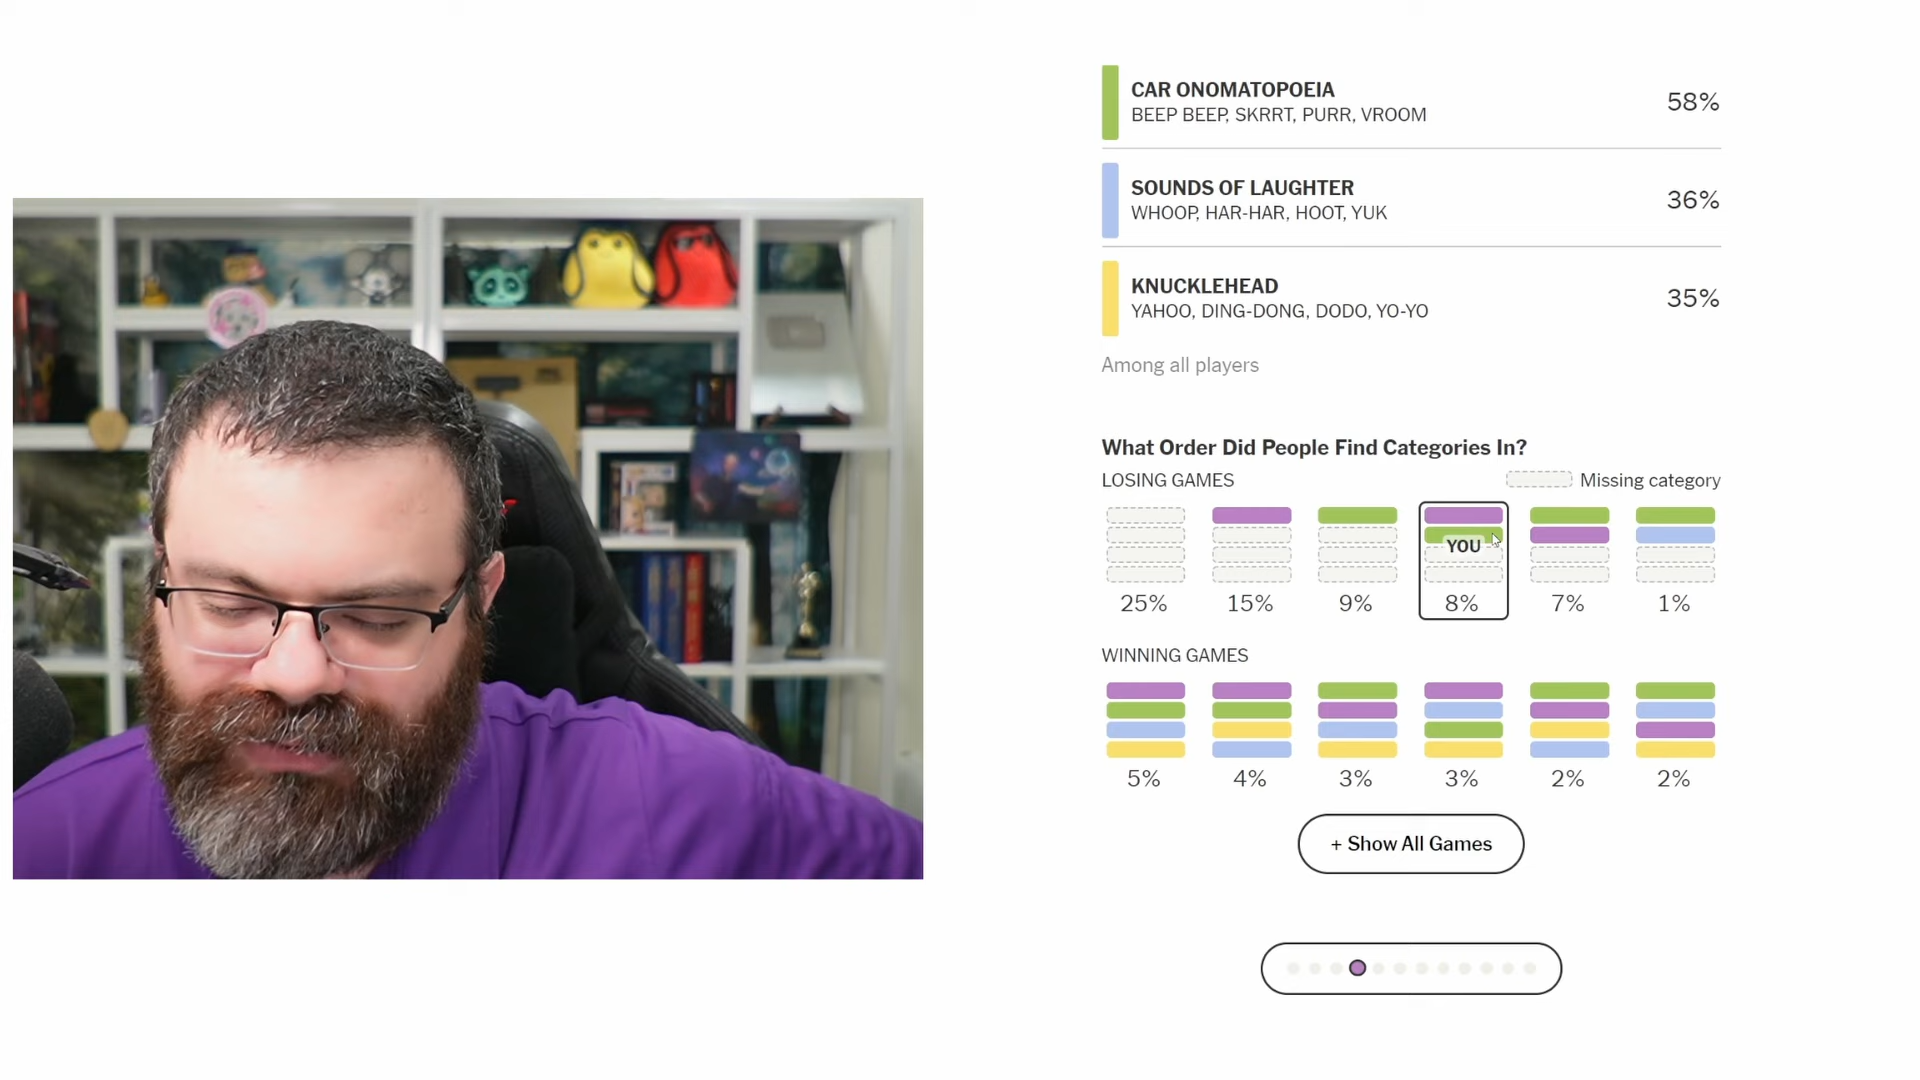 CAR ONOMATOPOEIA
BEEP BEEP, SKRRT, PURR, VROOM
58%
SOUNDS OF LAUGHTER
WHOOP, HAR-HAR, HOOT, YUK
36%
KNUCKLEHEAD
YAHOO, DING-DONG, DODO, YO-YO
35%
Among all players
What Order Did People Find Categories In?
LOSING GAMES
Missing category
YOU
25% 15% 9% 8% 7% 1%
WINNING GAMES
5% 4% 3% 3% 2% 2%
+ Show All Games